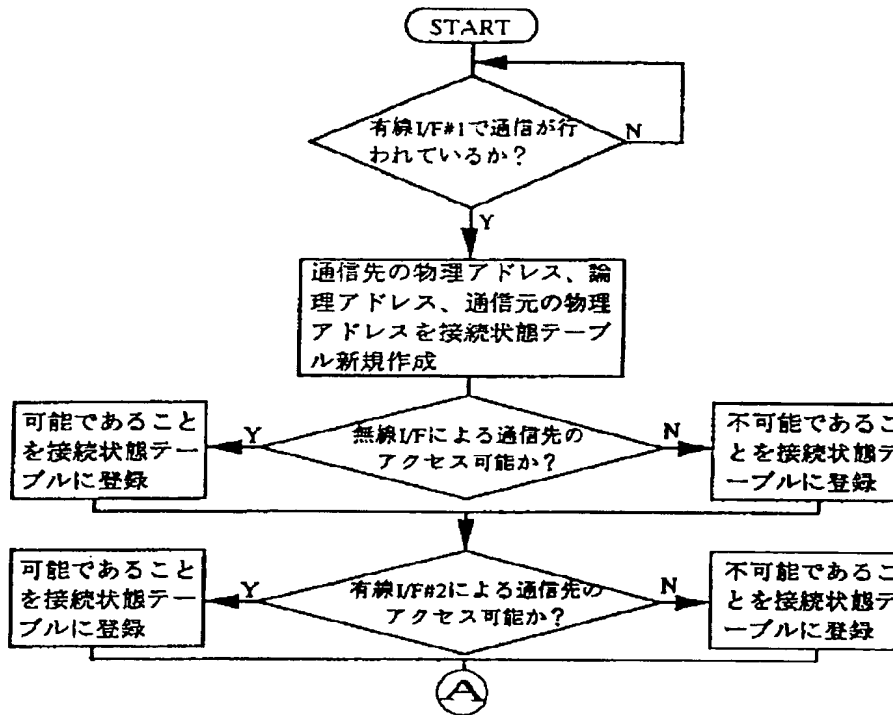 START
有線I/F#1で通信が行
われているか?
N
Y
通信先の物理アドレス、論
理アドレス、通信元の物理
アドレスを接続状態テーブ
ル新規作成
可能であること
を接続状態テー
ブルに登録
Y
無線I/Fによる通信先の
アクセス可能か?
N
不可能であるこ
とを接続状態テ
ーブルに登録
可能であること
を接続状態テー
ブルに登録
Y
有線I/F#2による通信先の
アクセス可能か?
N
不可能であるこ
とを接続状態テ
ーブルに登録
A